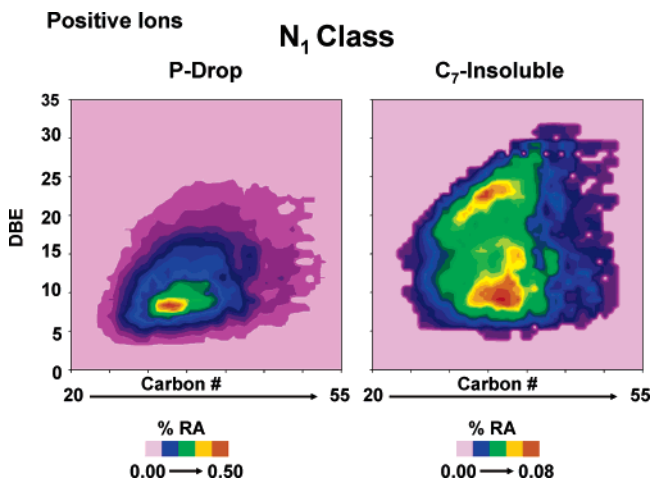 Positive Ions
N1 Class
P-Drop
C7-Insoluble
DBE
35
30
25
20
15
10
5
0
20 Carbon # 55
20 Carbon # 55
% RA
0.00 0.50
% RA
0.00 0.08